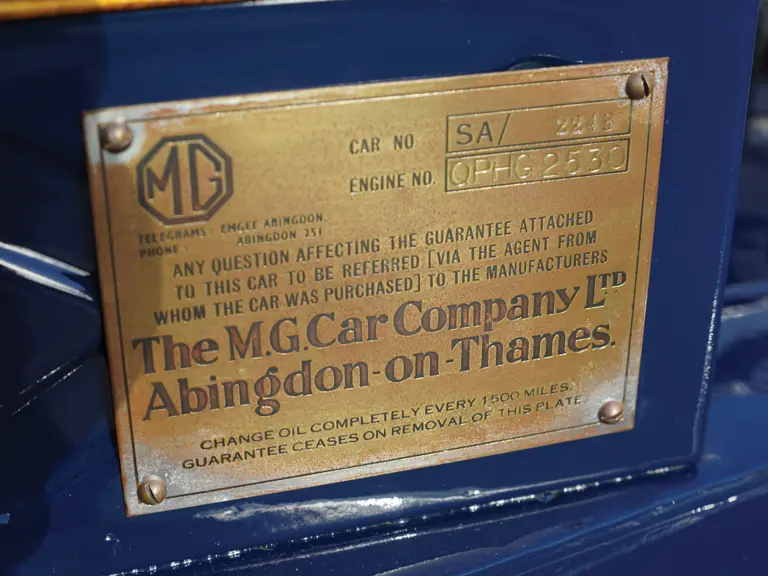 MG
CAR NO SA/ 2248
ENGINE NO. QPHG 2530
TELEGRAMS: EMGEE ABINGDON
PHONE: ABINGDON 251
ANY QUESTION AFFECTING THE GUARANTEE ATTACHED
TO THIS CAR TO BE REFERRED [VIA THE AGENT FROM
WHOM THE CAR WAS PURCHASED] TO THE MANUFACTURERS
The M.G. Car Company LTD
Abingdon-on-Thames.
CHANGE OIL COMPLETELY EVERY 1500 MILES.
GUARANTEE CEASES ON REMOVAL OF THIS PLATE.